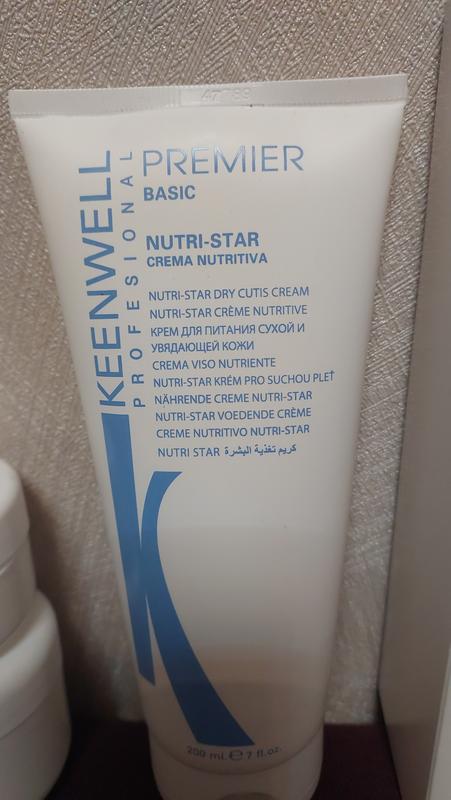 KEENWELL
PROFESIONAL
PREMIER
BASIC
NUTRI-STAR
CREMA NUTRITIVA
NUTRI-STAR DRY CUTIS CREAM
NUTRI-STAR CRÈME NUTRITIVE
КРЕМ ДЛЯ ПИТАНИЯ СУХОЙ И
УВЯДАЮЩЕЙ КОЖИ
CREMA VISO NUTRIENTE
NUTRI-STAR KRÉM PRO SUCHOU PLEŤ
NÄHRENDE CREME NUTRI-STAR
NUTRI-STAR VOEDENDE CRÈME
CREME NUTRITIVO NUTRI-STAR
NUTRI STAR كريم تغذية البشرة
200 ml. ℮ 7 fl.oz.